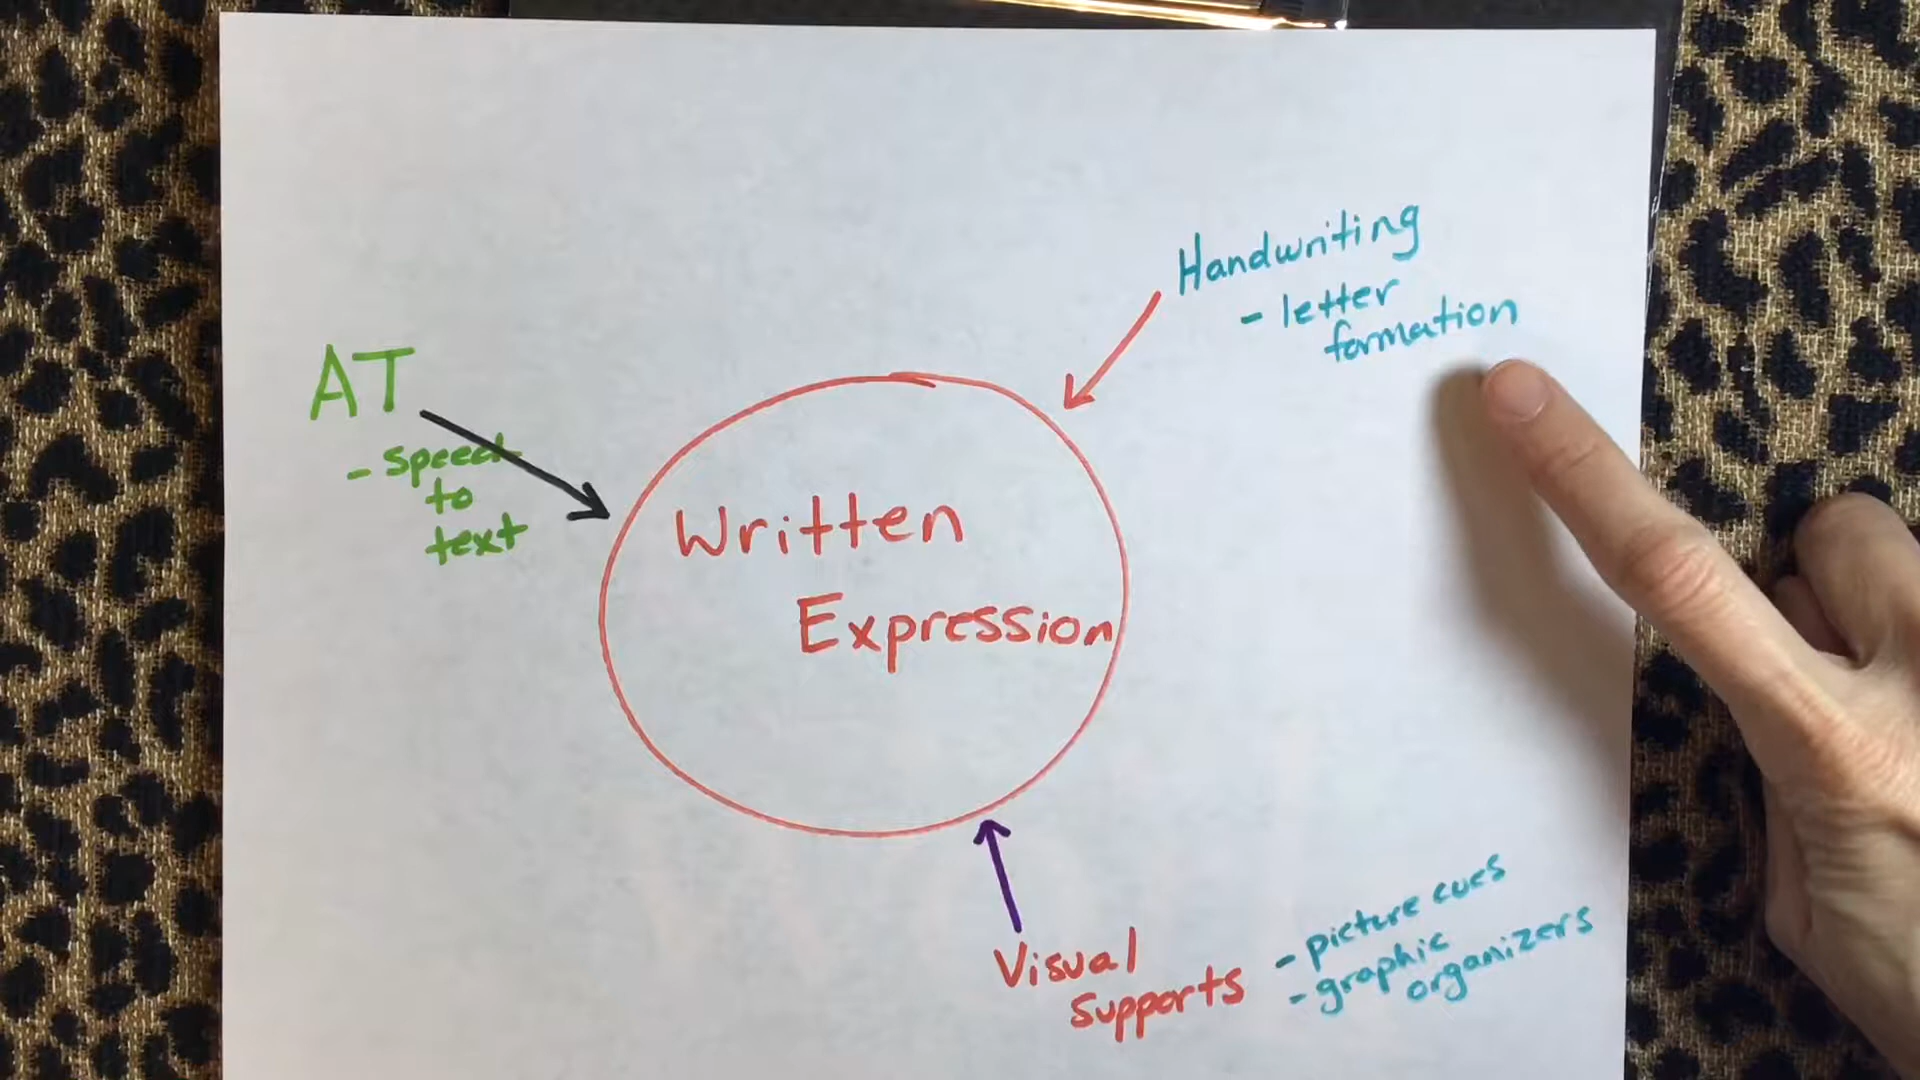 Handwriting
- letter
formation
AT
- speech
to
text
Written
Expression
Visual
Supports
- picture cues
- graphic
organizers